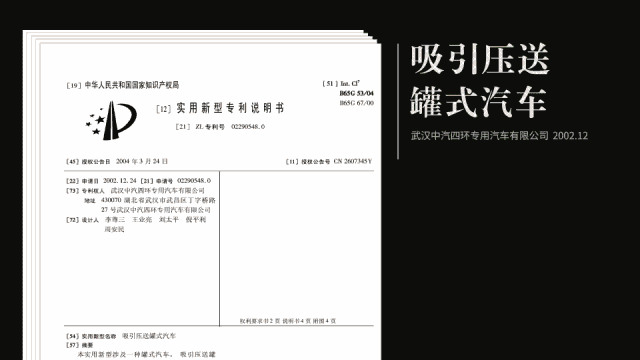 [19] 中华人民共和国国家知识产权局
[51] Int. Cl⁷
B65G 53/04
B65G 67/00
[12] 实用新型专利说明书
[21] ZL 专利号 02290548.0
[45] 授权公告日 2004 年 3 月 24 日
[11] 授权公告号 CN 2607345Y
[22] 申请日 2002.12.24 [21] 申请号 02290548.0
[73] 专利权人 武汉中汽四环专用汽车有限公司
地址 430070 湖北省武汉市武昌区丁字桥路
27 号武汉中汽四环专用汽车有限公司
[72] 设计人 李寿三 王业亮 刘太平 倪平利
周安民
权利要求书 2 页 说明书 4 页 附图 4 页
[54] 实用新型名称 吸引压送罐式汽车
[57] 摘要
本实用新型涉及一种罐式汽车。 吸引压送罐
吸引压送
罐式汽车
武汉中汽四环专用汽车有限公司 2002.12